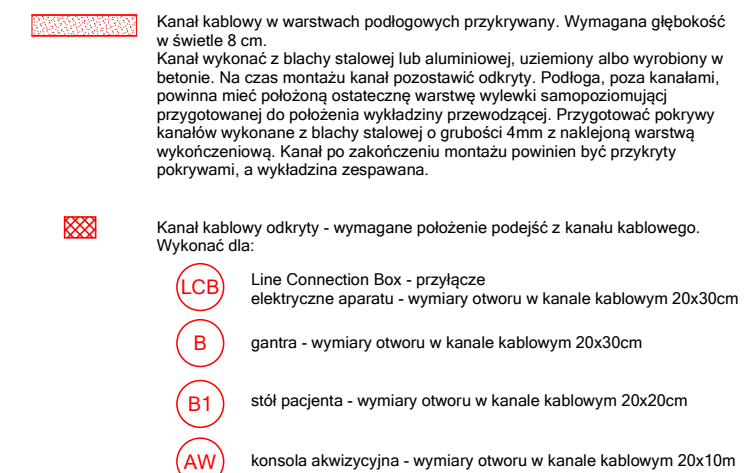 Kanał kablowy w warstwach podłogowych przykrywany. Wymagana głębokość
w świetle 8 cm.
Kanał wykonać z blachy stalowej lub aluminiowej, uziemiony albo wyrobiony w
betonie. Na czas montażu kanał pozostawić odkryty. Podłoga, poza kanałami,
powinna mieć położoną ostatecznę warstwę wylewki samopoziomującj
przygotowanej do położenia wykładziny przewodzącej. Przygotować pokrywy
kanałów wykonane z blachy stalowej o grubości 4mm z naklejoną warstwą
wykończeniową. Kanał po zakończeniu montażu powinien być przykryty
pokrywami, a wykładzina zespawana.
Kanał kablowy odkryty - wymagane położenie podejść z kanału kablowego.
Wykonać dla:
LCB Line Connection Box - przyłącze
elektryczne aparatu - wymiary otworu w kanale kablowym 20x30cm
B gantra - wymiary otworu w kanale kablowym 20x30cm
B1 stół pacjenta - wymiary otworu w kanale kablowym 20x20cm
AW konsola akwizycyjna - wymiary otworu w kanale kablowym 20x10m